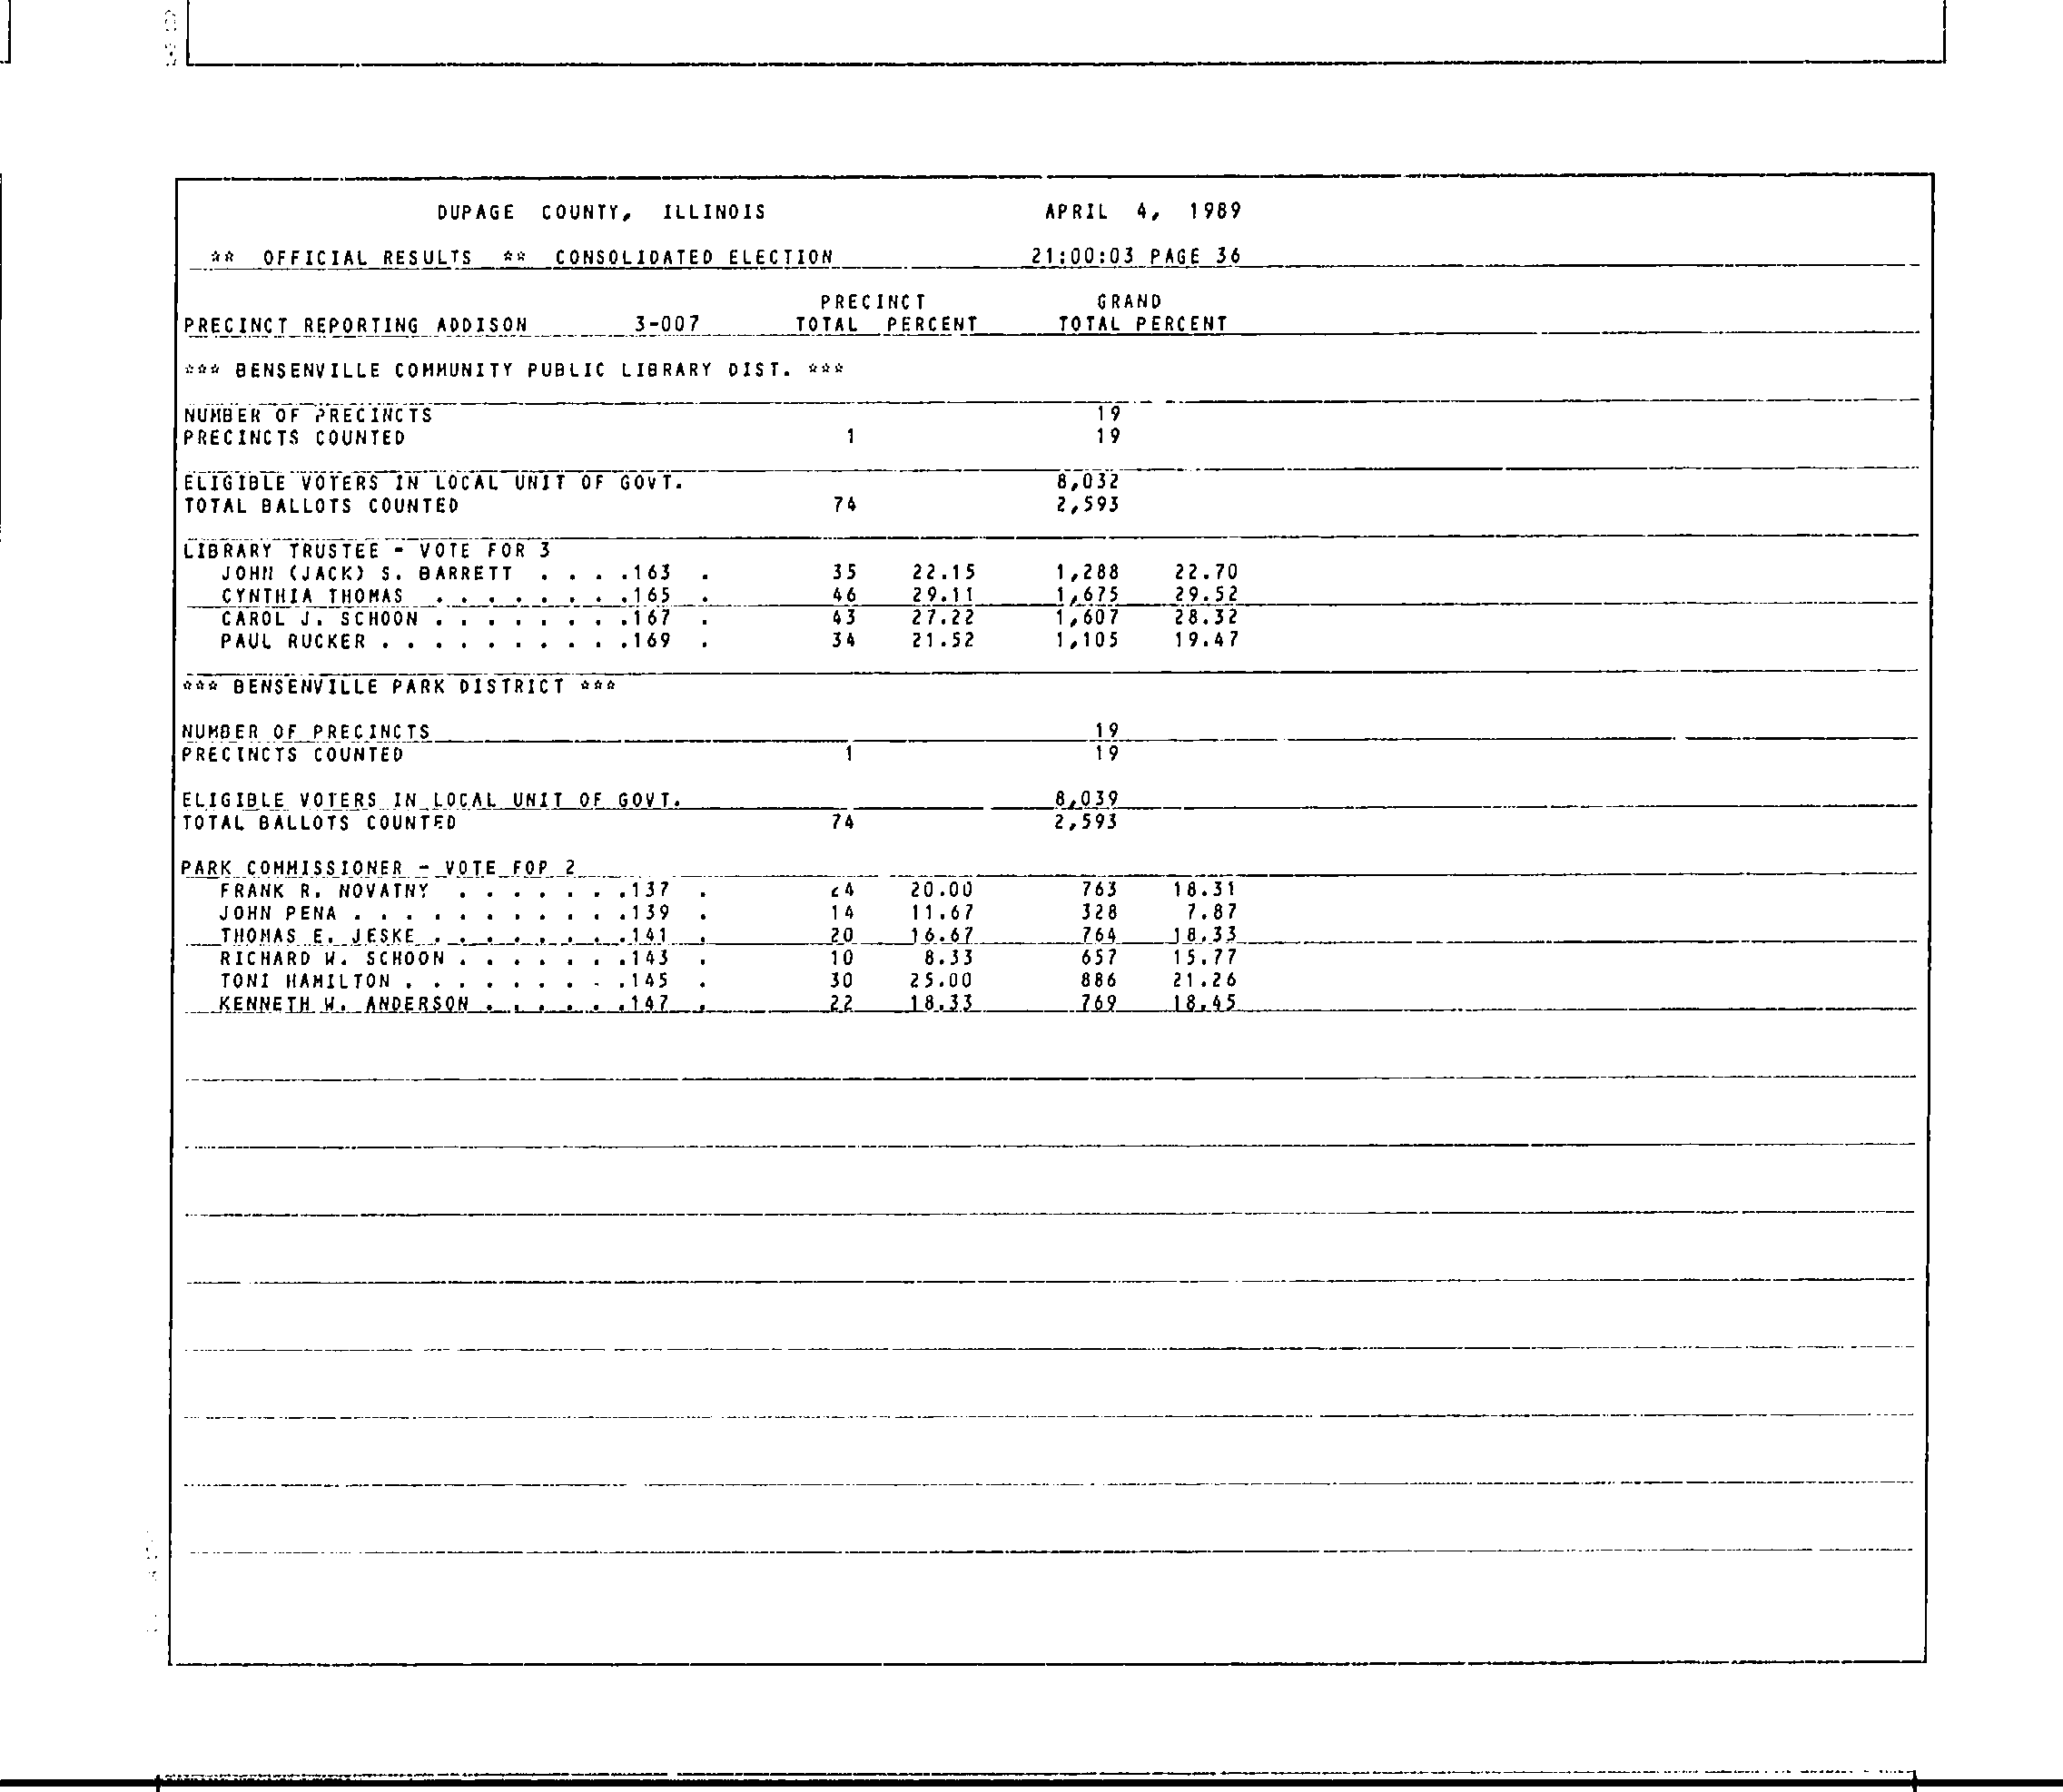 DUPAGE COUNTY, ILLINOIS APRIL 4, 1989
** OFFICIAL RESULTS ** CONSOLIDATED ELECTION 21:00:03 PAGE 36
PRECINCT GRAND
PRECINCT REPORTING ADDISON 3-007 TOTAL PERCENT TOTAL PERCENT
*** BENSENVILLE COMMUNITY PUBLIC LIBRARY DIST. ***
NUMBER OF PRECINCTS 19
PRECINCTS COUNTED 1 19
ELIGIBLE VOTERS IN LOCAL UNIT OF GOVT. 8,032
TOTAL BALLOTS COUNTED 74 2,593
LIBRARY TRUSTEE - VOTE FOR 3
JOHN (JACK) S. BARRETT . . . .163 . 35 22.15 1,288 22.70
CYNTHIA THOMAS . . . . . . . .165 . 46 29.11 1,675 29.52
CAROL J. SCHOON . . . . . . . .167 . 43 27.22 1,607 28.32
PAUL RUCKER . . . . . . . . . .169 . 34 21.52 1,105 19.47
*** BENSENVILLE PARK DISTRICT ***
NUMBER OF PRECINCTS 19
PRECINCTS COUNTED 1 19
ELIGIBLE VOTERS IN LOCAL UNIT OF GOVT. 8,039
TOTAL BALLOTS COUNTED 74 2,593
PARK COMMISSIONER - VOTE FOR 2
FRANK R. NOVATNY . . . . . . .137 . 24 20.00 763 18.31
JOHN PENA . . . . . . . . . . .139 . 14 11.67 328 7.87
THOMAS E. JESKE . . . . . . . .141 . 20 16.67 764 18.33
RICHARD W. SCHOON . . . . . . .143 . 10 8.33 657 15.77
TONI HAMILTON . . . . . . . . .145 . 30 25.00 886 21.26
KENNETH W. ANDERSON . . . . . .147 . 22 18.33 769 18.45